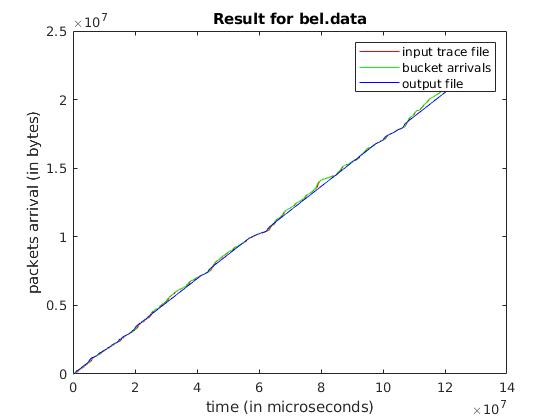 Result for bel.data
×10^7
2.5
2
1.5
1
0.5
0
packets arrival (in bytes)
input trace file
bucket arrivals
output file
0 2 4 6 8 10 12 14
time (in microseconds)
×10^7